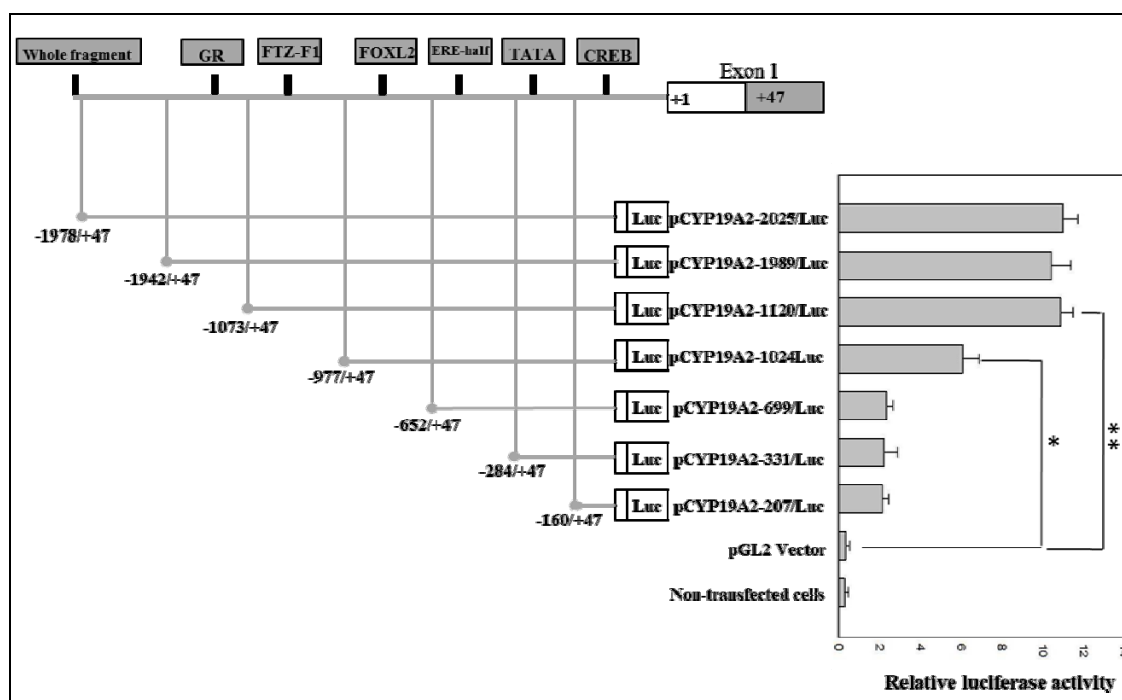 Whole fragment
GR
FTZ-F1
FOXL2
ERE-half
TATA
CREB
Exon 1
+1
+47
-1978/+47
Luc pCYP19A2-2025/Luc
-1942/+47
Luc pCYP19A2-1989/Luc
-1073/+47
Luc pCYP19A2-1120/Luc
-977/+47
Luc pCYP19A2-1024Luc
-652/+47
Luc pCYP19A2-699/Luc
-284/+47
Luc pCYP19A2-331/Luc
-160/+47
Luc pCYP19A2-207/Luc
pGL2 Vector
Non-transfected cells
*
**
0 2 4 6 8 10 12
Relative luciferase activity